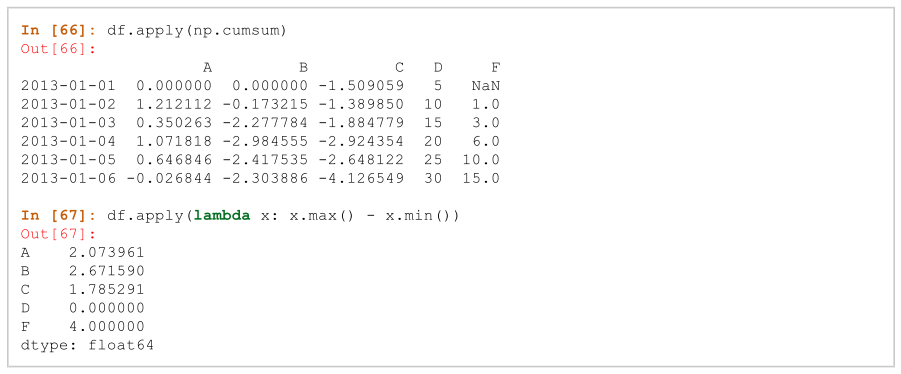 In [66]: df.apply(np.cumsum)
Out[66]:
                   A         B         C   D     F
2013-01-01  0.000000  0.000000 -1.509059   5   NaN
2013-01-02  1.212112 -0.173215 -1.389850  10   1.0
2013-01-03  0.350263 -2.277784 -1.884779  15   3.0
2013-01-04  1.071818 -2.984555 -2.924354  20   6.0
2013-01-05  0.646846 -2.417535 -2.648122  25  10.0
2013-01-06 -0.026844 -2.303886 -4.126549  30  15.0
In [67]: df.apply(lambda x: x.max() - x.min())
Out[67]:
A    2.073961
B    2.671590
C    1.785291
D    0.000000
F    4.000000
dtype: float64